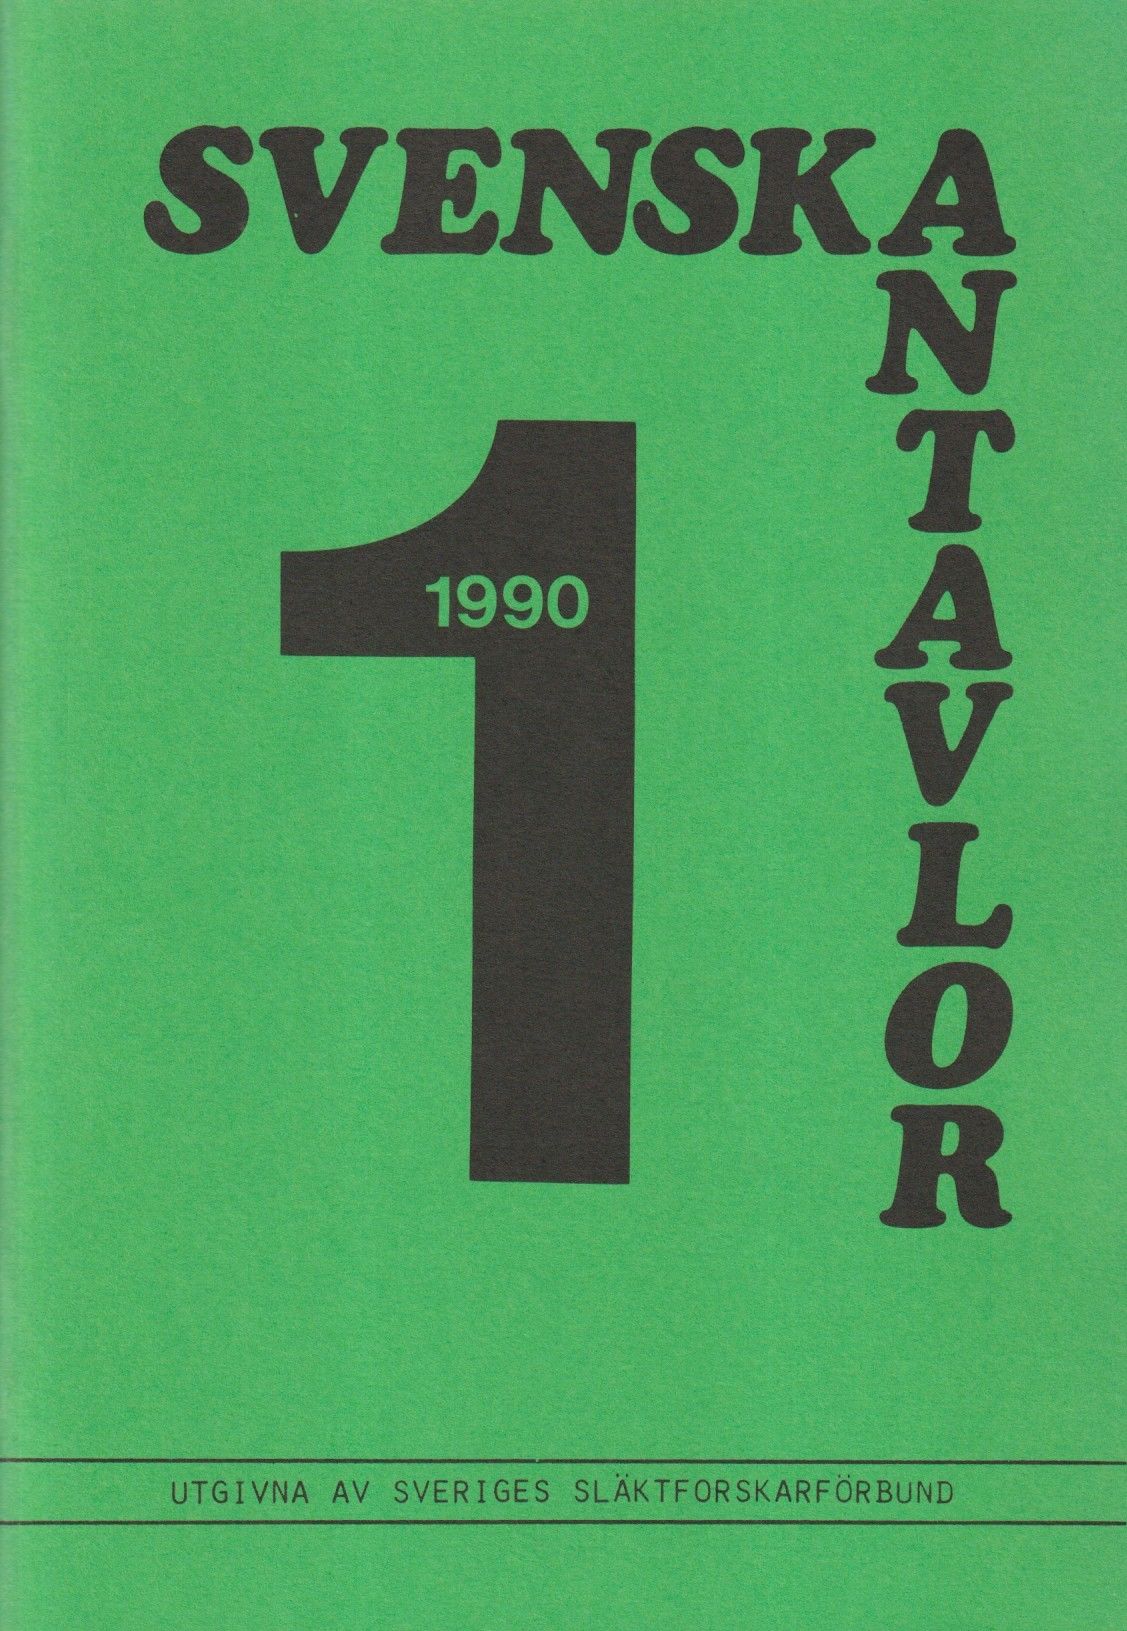 SVENSKA
ANTAVLOR
1
1990
UTGIVNA AV SVERIGES SLÄKTFORSKARFÖRBUND